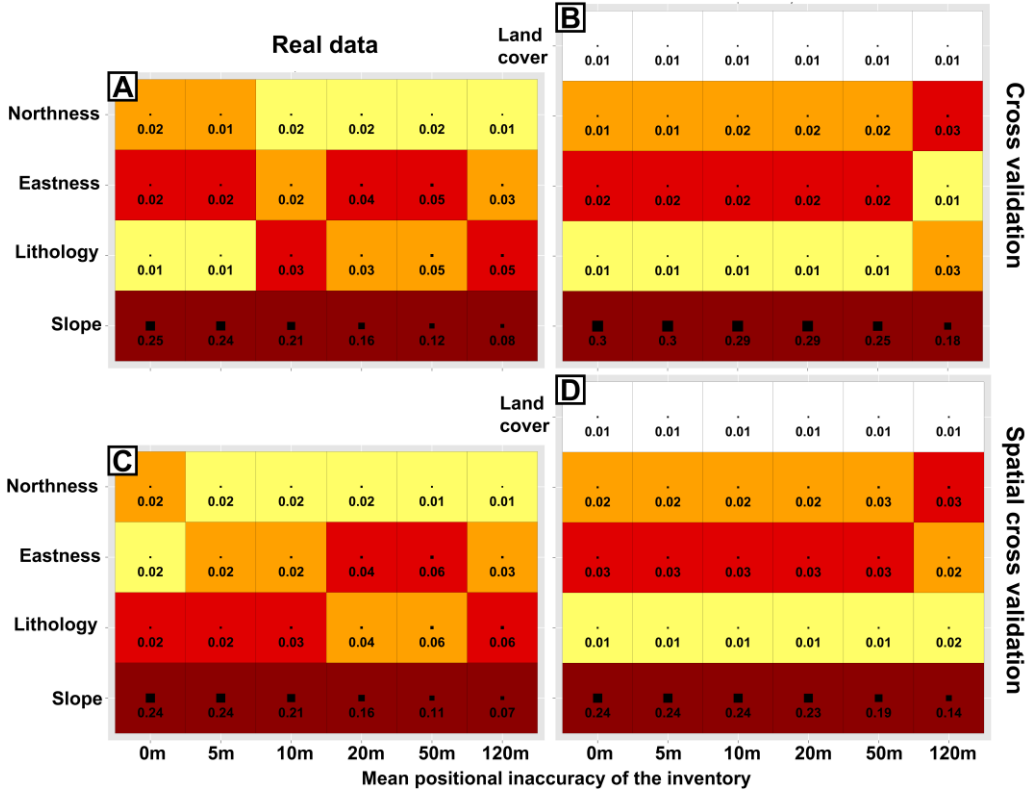 B
Real data
Land
cover
0.01 0.01 0.01 0.01 0.01 0.01
A
Northness
0.02 0.01 0.02 0.02 0.02 0.01
0.01 0.01 0.02 0.02 0.02 0.03
Eastness
0.02 0.02 0.02 0.04 0.05 0.03
0.02 0.02 0.02 0.02 0.02 0.01
Lithology
0.01 0.01 0.03 0.03 0.05 0.05
0.01 0.01 0.01 0.01 0.01 0.03
Slope
0.25 0.24 0.21 0.16 0.12 0.08
0.3 0.3 0.29 0.29 0.25 0.18
Cross validation
D
Land
cover
0.01 0.01 0.01 0.01 0.01 0.01
C
Northness
0.02 0.02 0.02 0.02 0.01 0.01
0.02 0.02 0.02 0.02 0.03 0.03
Eastness
0.02 0.02 0.02 0.04 0.06 0.03
0.03 0.03 0.03 0.03 0.03 0.02
Lithology
0.02 0.02 0.03 0.04 0.06 0.06
0.01 0.01 0.01 0.01 0.01 0.02
Slope
0.24 0.24 0.21 0.16 0.11 0.07
0.24 0.24 0.24 0.23 0.19 0.14
Spatial cross validation
0m 5m 10m 20m 50m 120m
0m 5m 10m 20m 50m 120m
Mean positional inaccuracy of the inventory